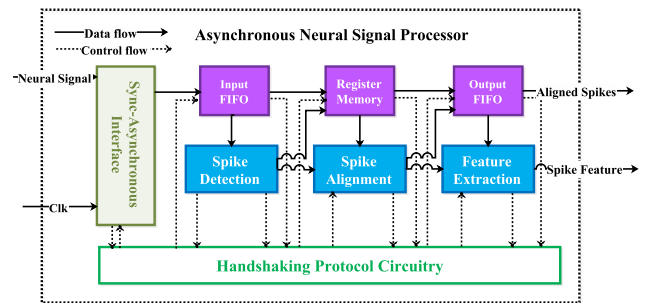 Data flow
Control flow
Asynchronous Neural Signal Processor
Neural Signal
Clk
Sync-Asynchronous
Interface
Input
FIFO
Register
Memory
Output
FIFO
Aligned Spikes
Spike
Detection
Spike
Alignment
Feature
Extraction
Spike Feature
Handshaking Protocol Circuitry